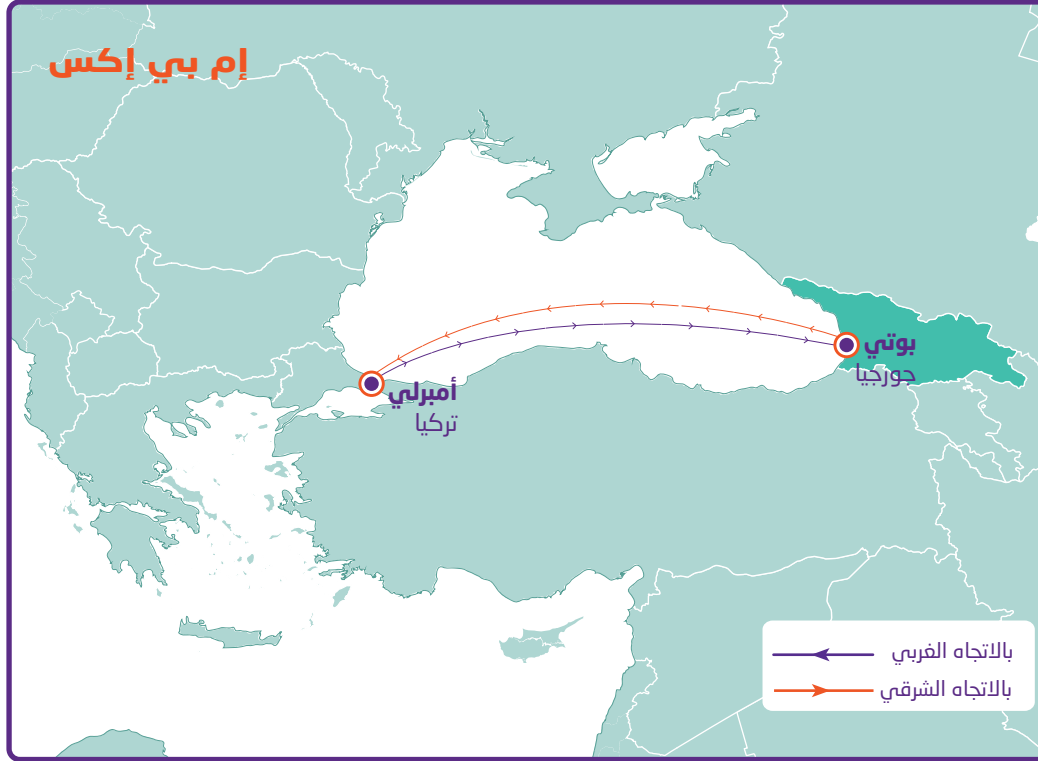 إم بي إكس
بوتي
جورجيا
أمبرلي
تركيا
بالاتجاه الغربي
بالاتجاه الشرقي